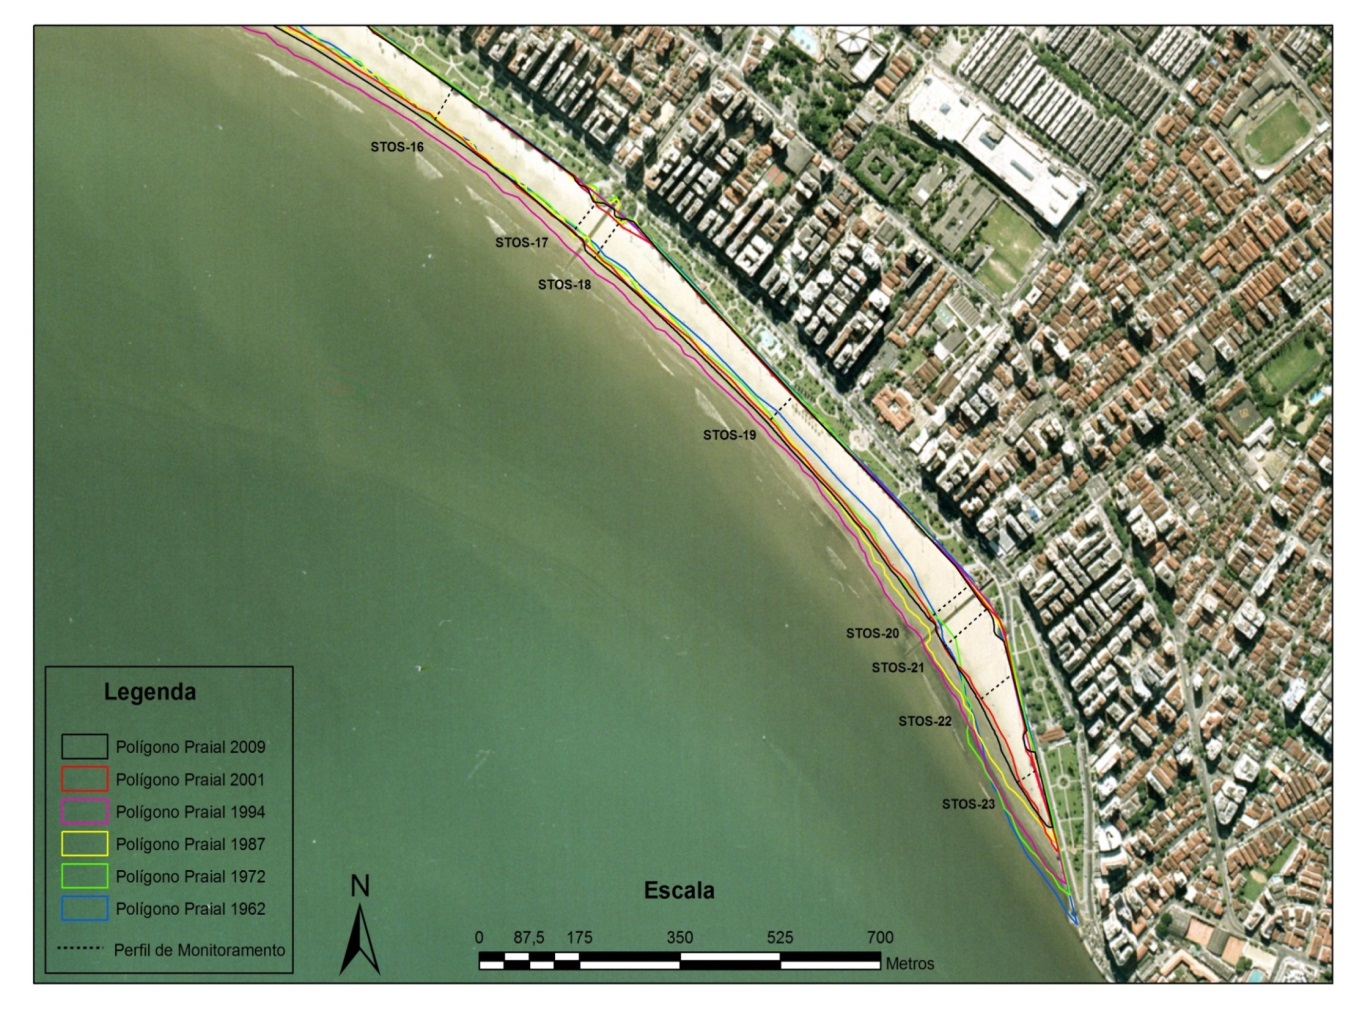 STOS-16
STOS-17
STOS-18
STOS-19
STOS-20
STOS-21
STOS-22
STOS-23
Legenda
Polígono Praial 2009
Polígono Praial 2001
Polígono Praial 1994
Polígono Praial 1987
Polígono Praial 1972
Polígono Praial 1962
Perfil de Monitoramento
N
Escala
0 87,5 175 350 525 700
Metros